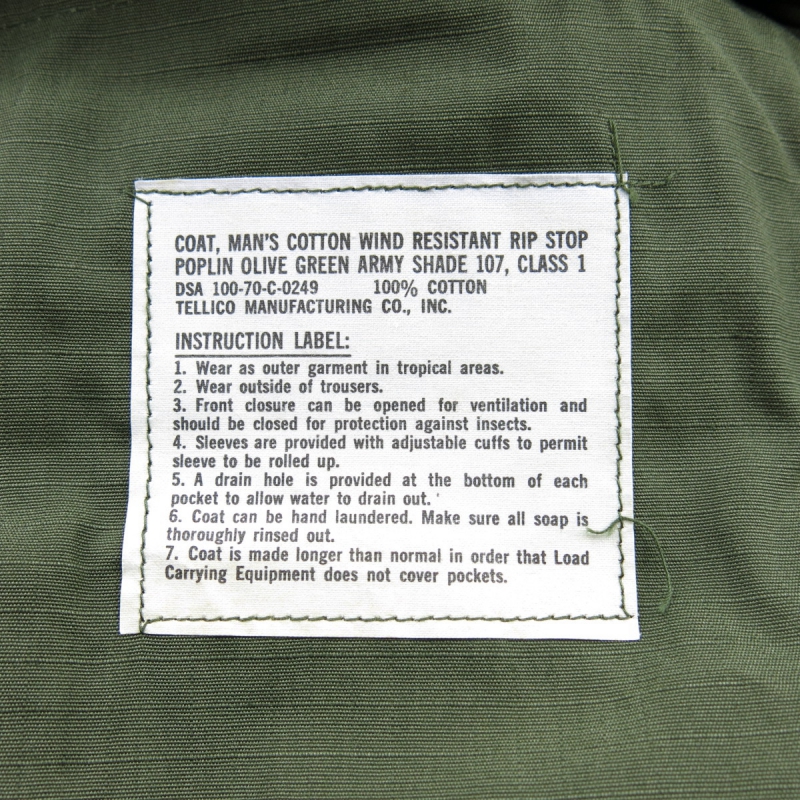 COAT, MAN'S COTTON WIND RESISTANT RIP STOP
POPLIN OLIVE GREEN ARMY SHADE 107, CLASS 1
DSA 100-70-C-0249 100% COTTON
TELLICO MANUFACTURING CO., INC.
INSTRUCTION LABEL:
1. Wear as outer garment in tropical areas.
2. Wear outside of trousers.
3. Front closure can be opened for ventilation and
should be closed for protection against insects.
4. Sleeves are provided with adjustable cuffs to permit
sleeve to be rolled up.
5. A drain hole is provided at the bottom of each
pocket to allow water to drain out.
6. Coat can be hand laundered. Make sure all soap is
thoroughly rinsed out.
7. Coat is made longer than normal in order that Load
Carrying Equipment does not cover pockets.